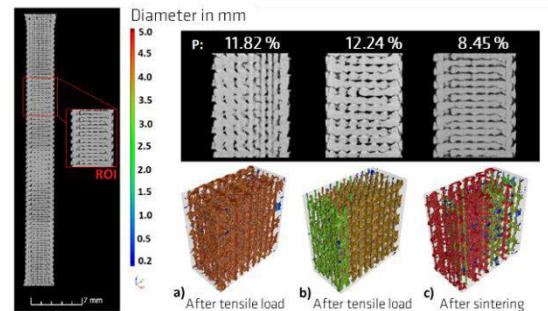 Diameter in mm
5.0
4.5
4.0
3.5
3.0
2.5
2.0
1.5
1.0
0.5
0.2
ROI
7 mm
P: 11.82 % 12.24 % 8.45 %
a) After tensile load
b) After tensile load
c) After sintering